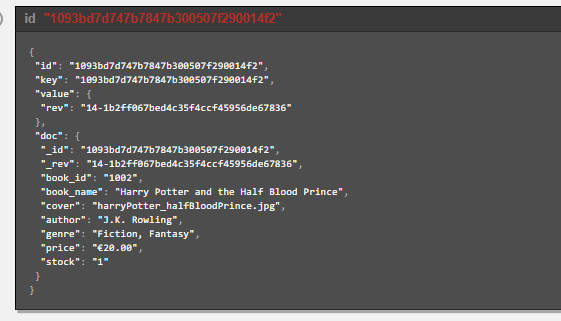 id "1093bd7d747b7847b300507f290014f2"
{
"id": "1093bd7d747b7847b300507f290014f2",
"key": "1093bd7d747b7847b300507f290014f2",
"value": {
"rev": "14-1b2ff067bed4c35f4ccf45956de67836"
},
"doc": {
"_id": "1093bd7d747b7847b300507f290014f2",
"_rev": "14-1b2ff067bed4c35f4ccf45956de67836",
"book_id": "1002",
"book_name": "Harry Potter and the Half Blood Prince",
"cover": "harryPotter_halfBloodPrince.jpg",
"author": "J.K. Rowling",
"genre": "Fiction, Fantasy",
"price": "€20.00",
"stock": "1"
}
}